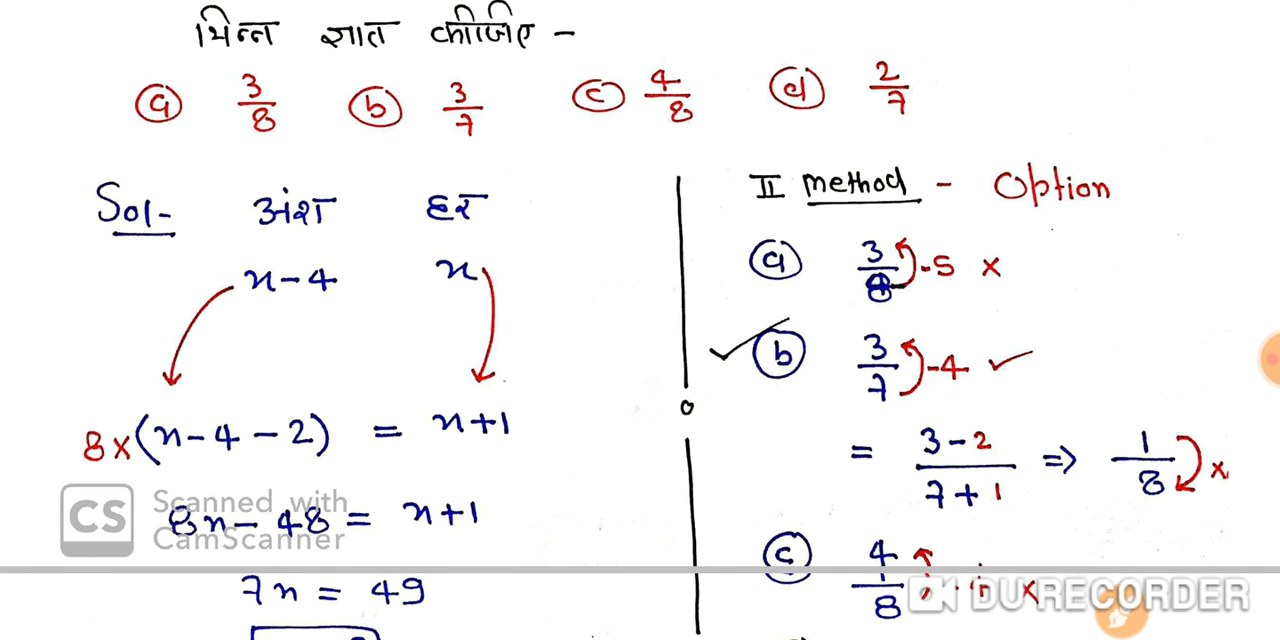 भिन्न ज्ञात कीजिए -
ⓐ 3/8 ⓑ 3/7 ⓒ 4/8 ⓓ 2/7
Sol- अंश हर
x-4 x
8×(x-4-2) = x+1
8x-48 = x+1
7x = 49
II method - Option
ⓐ 3/8 -5 ×
ⓑ 3/7 -4 ✓
= (3-2)/(7+1) ⇒ 1/8 ×
ⓒ 4/8 -4 ×
CS Scanned with
CamScanner
DU RECORDER